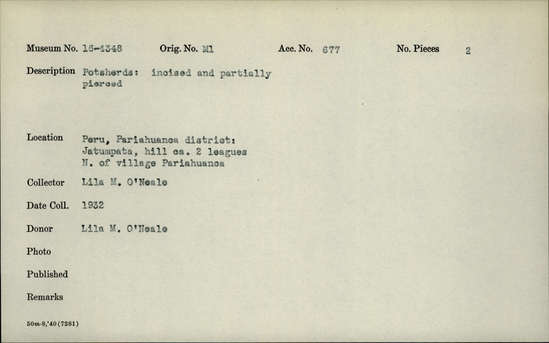 Museum No. 16-4348 Orig. No. M1 Acc. No. 677 No. Pieces 2
Description Potsherds: incised and partially
pierced
Location Peru, Pariahuanca district:
Jatumpata, hill ca. 2 leagues
N. of village Pariahuanca
Collector Lila M. O'Neale
Date Coll. 1932
Donor Lila M. O'Neale
Photo
Published
Remarks
50m-8,'40(7281)